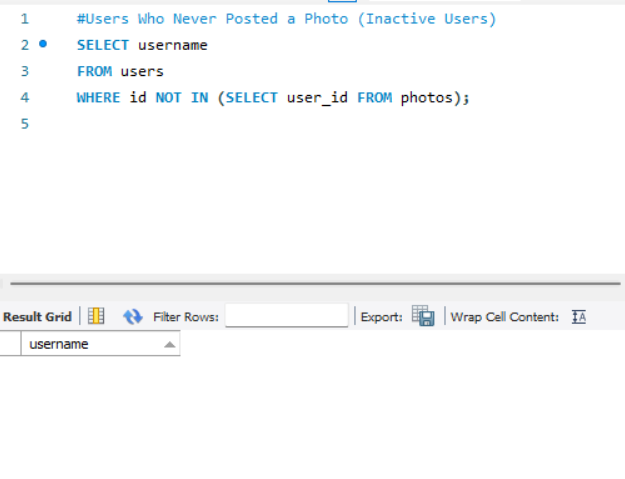 1 #Users Who Never Posted a Photo (Inactive Users)
2 SELECT username
3 FROM users
4 WHERE id NOT IN (SELECT user_id FROM photos);
5
Result Grid Filter Rows: Export: Wrap Cell Content: IA
username